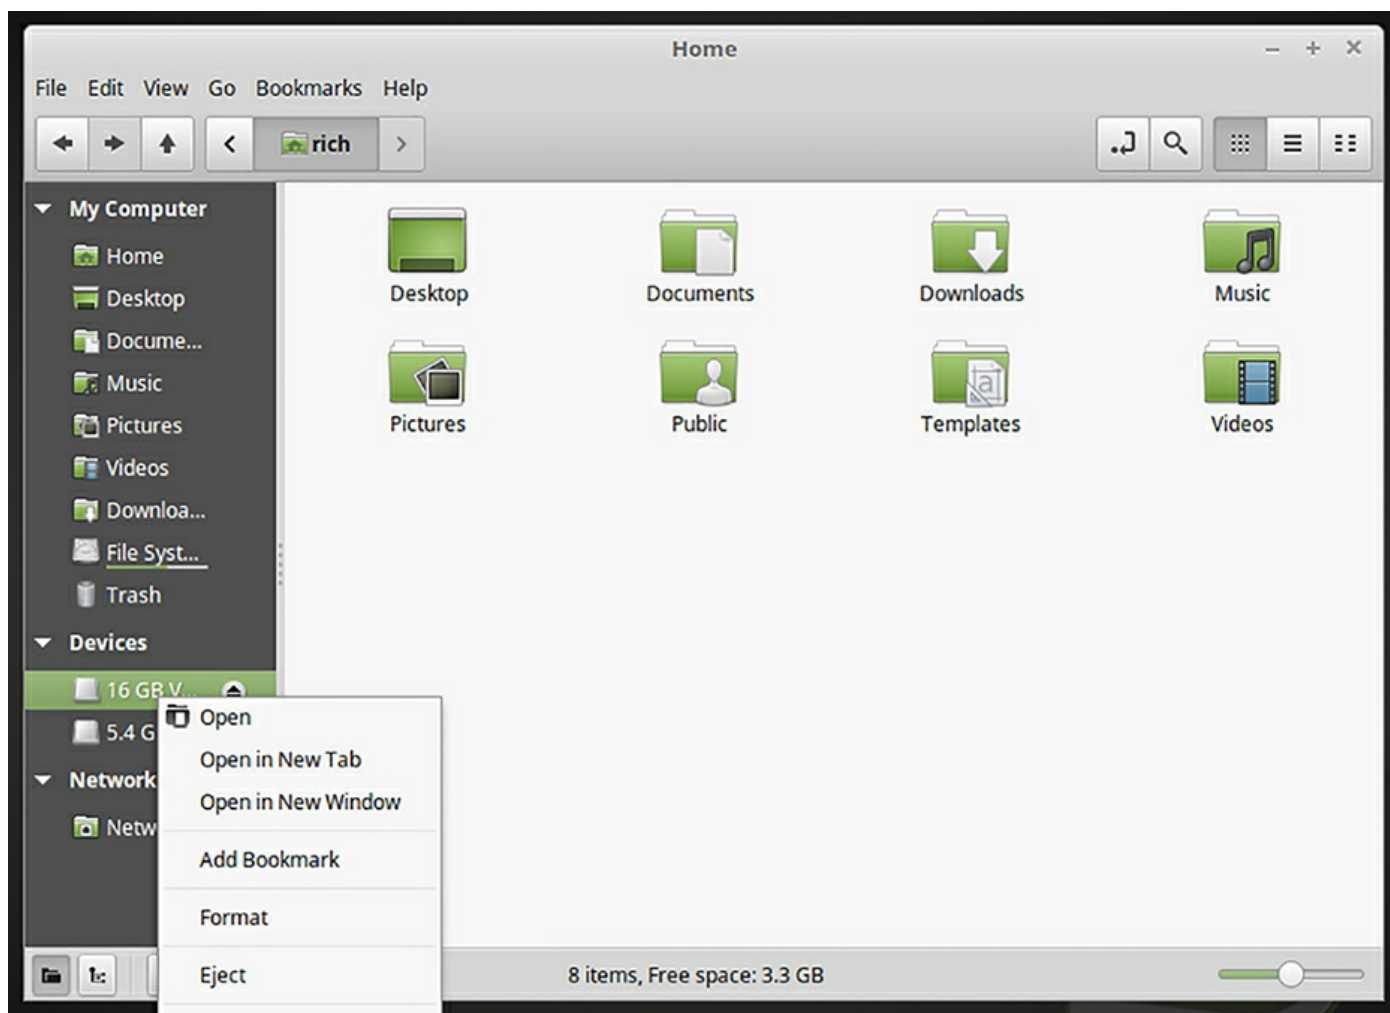 Home
File Edit View Go Bookmarks Help
rich
My Computer
Home
Desktop
Docume...
Music
Pictures
Videos
Downloa...
File Syst...
Trash
Devices
16 GB V...
5.4 G
Network
Netw
Desktop
Documents
Downloads
Music
Pictures
Public
Templates
Videos
Open
Open in New Tab
Open in New Window
Add Bookmark
Format
Eject
8 items, Free space: 3.3 GB